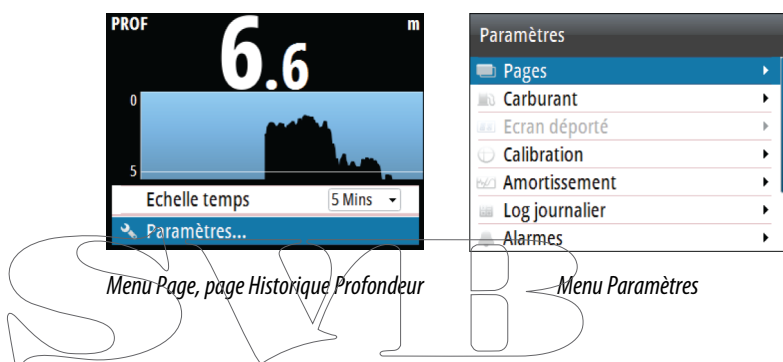 PROF m
6.6
0
5
Echelle temps 5 Mins
Paramètres...
Menu Page, page Historique Profondeur
Paramètres
Pages
Carburant
Ecran déporté
Calibration
Amortissement
Log journalier
Alarmes
Menu Paramètres
SVB